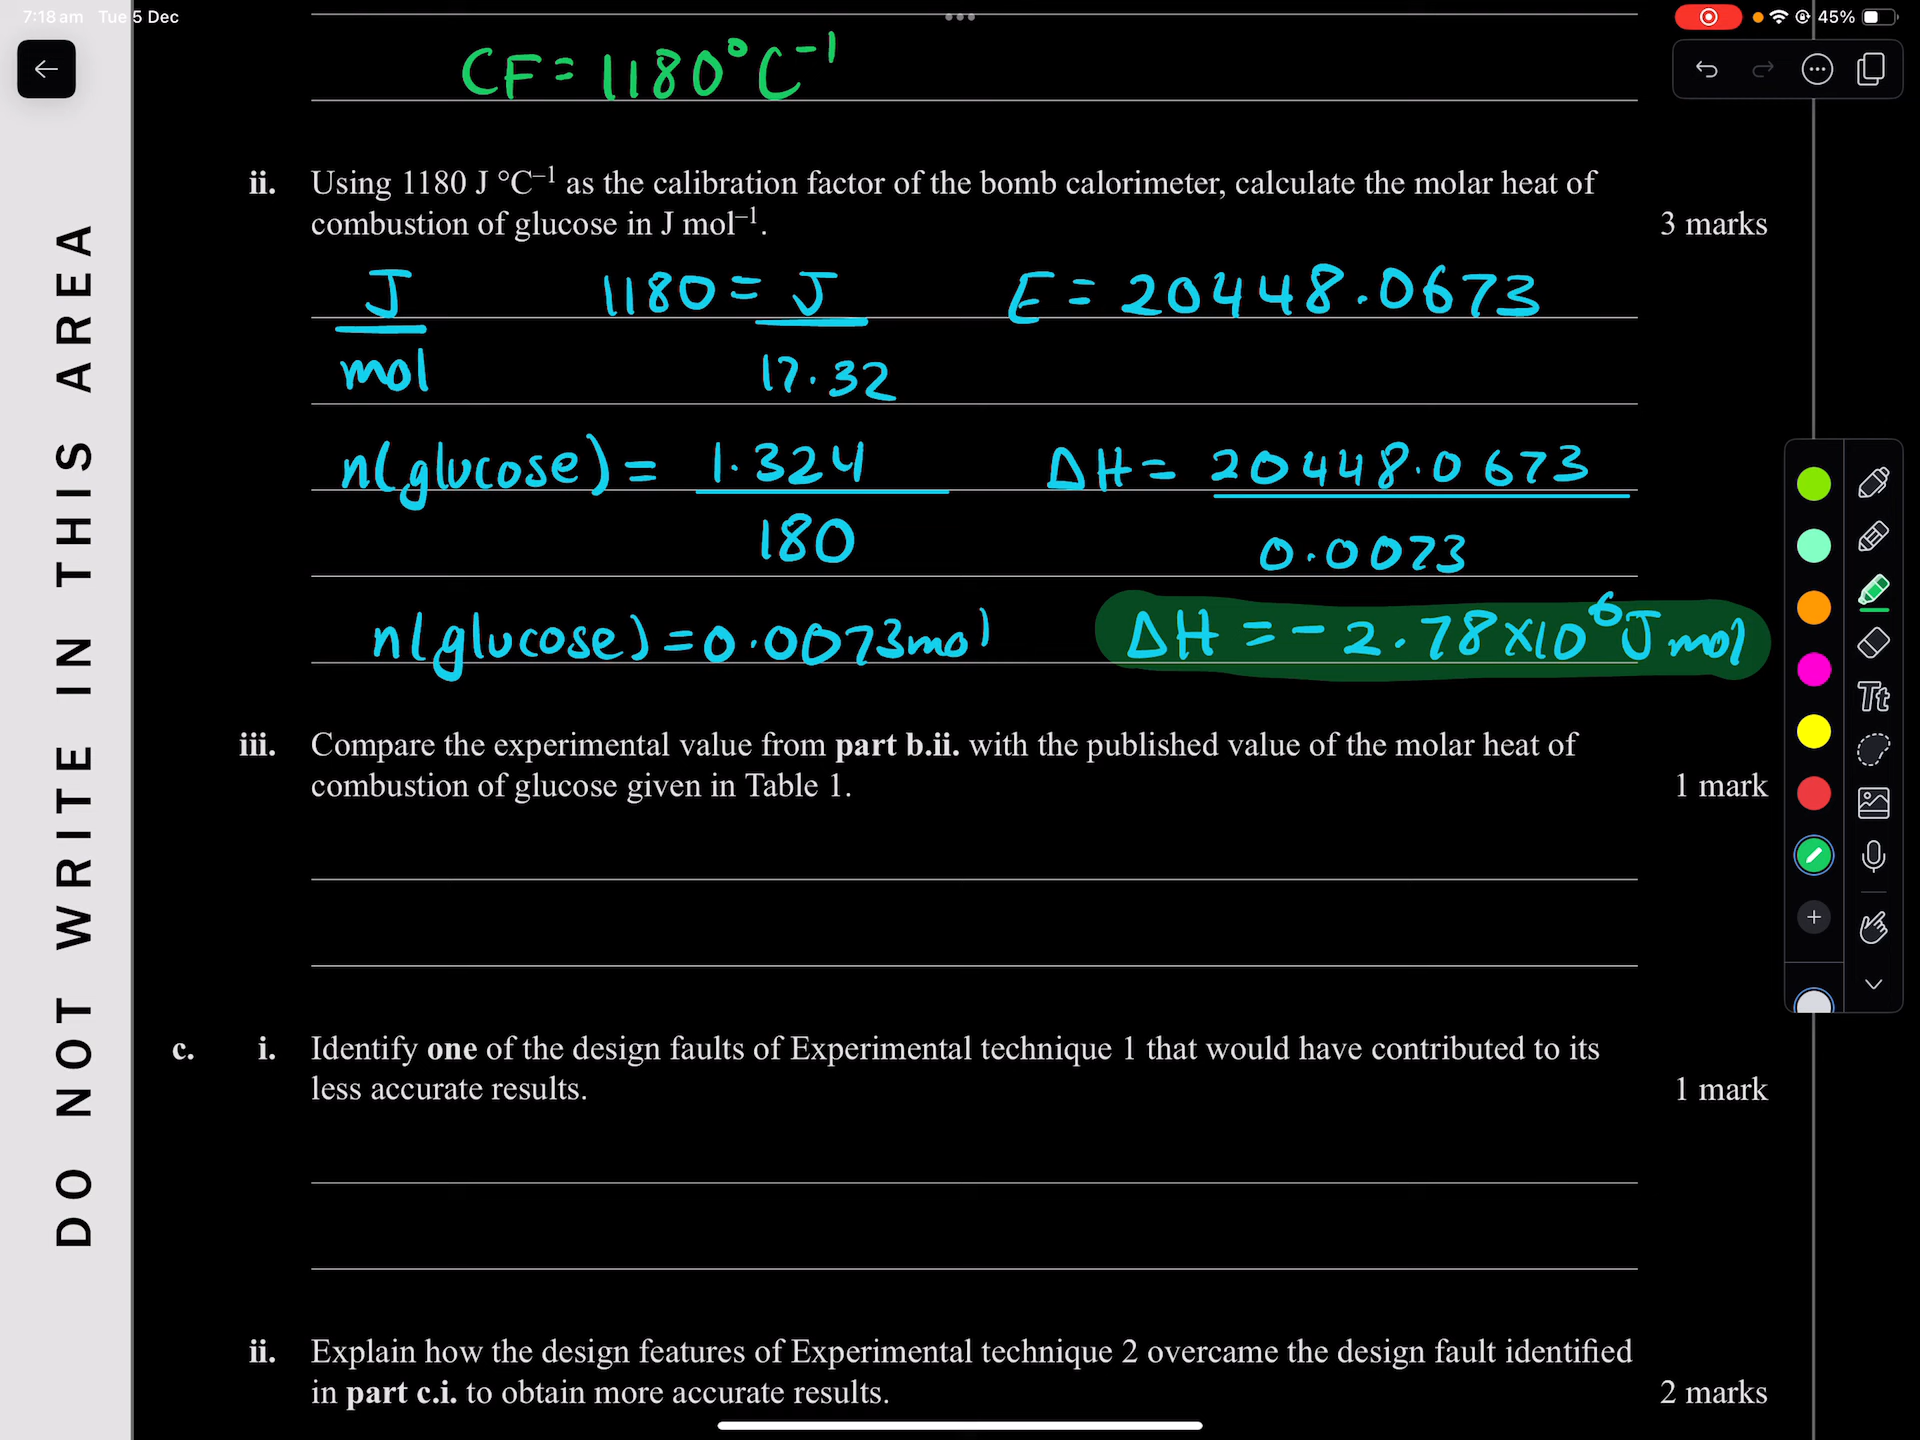 7:18 am Tue 5 Dec
45%
CF = 1180°C⁻¹
ii. Using 1180 J °C⁻¹ as the calibration factor of the bomb calorimeter, calculate the molar heat of
combustion of glucose in J mol⁻¹.
3 marks
J 1180 = J E = 20448.0673
mol 17.32
n(glucose) = 1.324 ΔH = 20448.0673
180 0.0073
n(glucose) = 0.0073mol ΔH = -2.78×10⁶ J mol
iii. Compare the experimental value from part b.ii. with the published value of the molar heat of
combustion of glucose given in Table 1.
1 mark
c. i. Identify one of the design faults of Experimental technique 1 that would have contributed to its
less accurate results.
1 mark
ii. Explain how the design features of Experimental technique 2 overcame the design fault identified
in part c.i. to obtain more accurate results.
2 marks
DO NOT WRITE IN THIS AREA
Tt